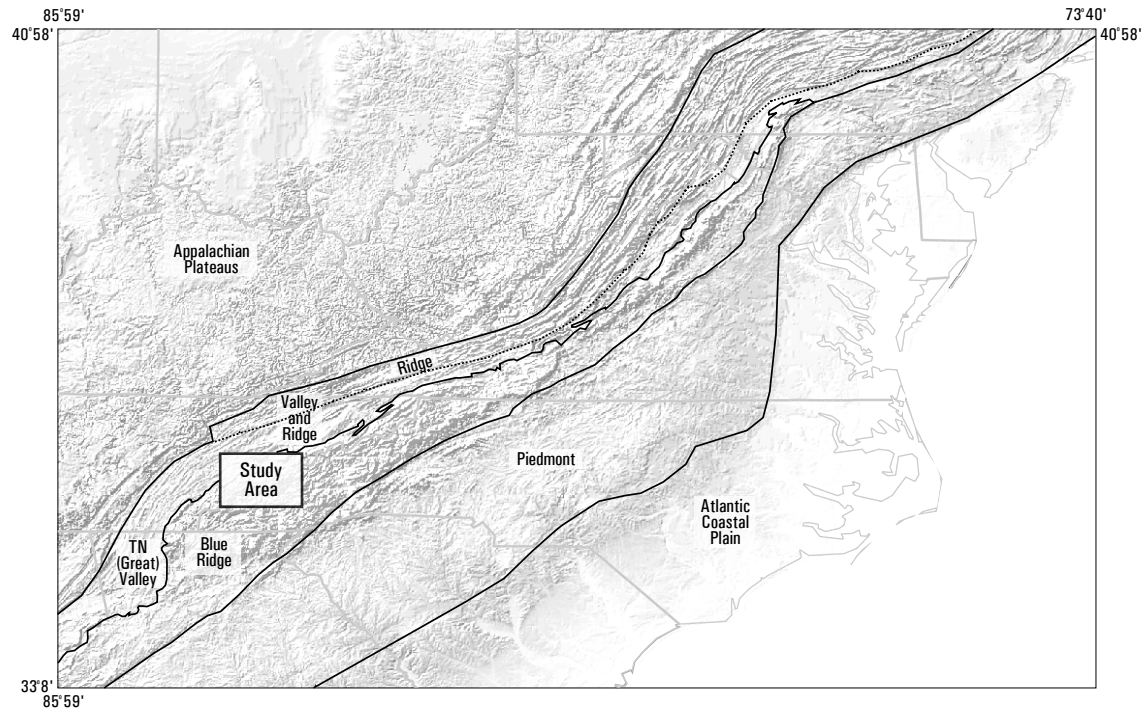 85°59'
73°40'
40°58'
40°58'
Appalachian
Plateaus
Ridge
Valley
and
Ridge
Study
Area
Piedmont
Atlantic
Coastal
Plain
TN
(Great)
Valley
Blue
Ridge
33°8'
85°59'